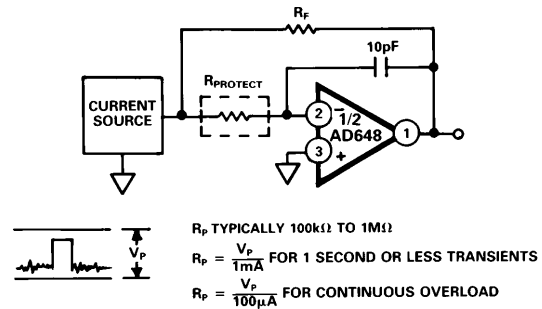 RF
10pF
RPROTECT
CURRENT
SOURCE
2
–
1/2
AD648
1
3
+
VP
RP TYPICALLY 100kΩ TO 1MΩ
RP = VP/1mA FOR 1 SECOND OR LESS TRANSIENTS
RP = VP/100µA FOR CONTINUOUS OVERLOAD